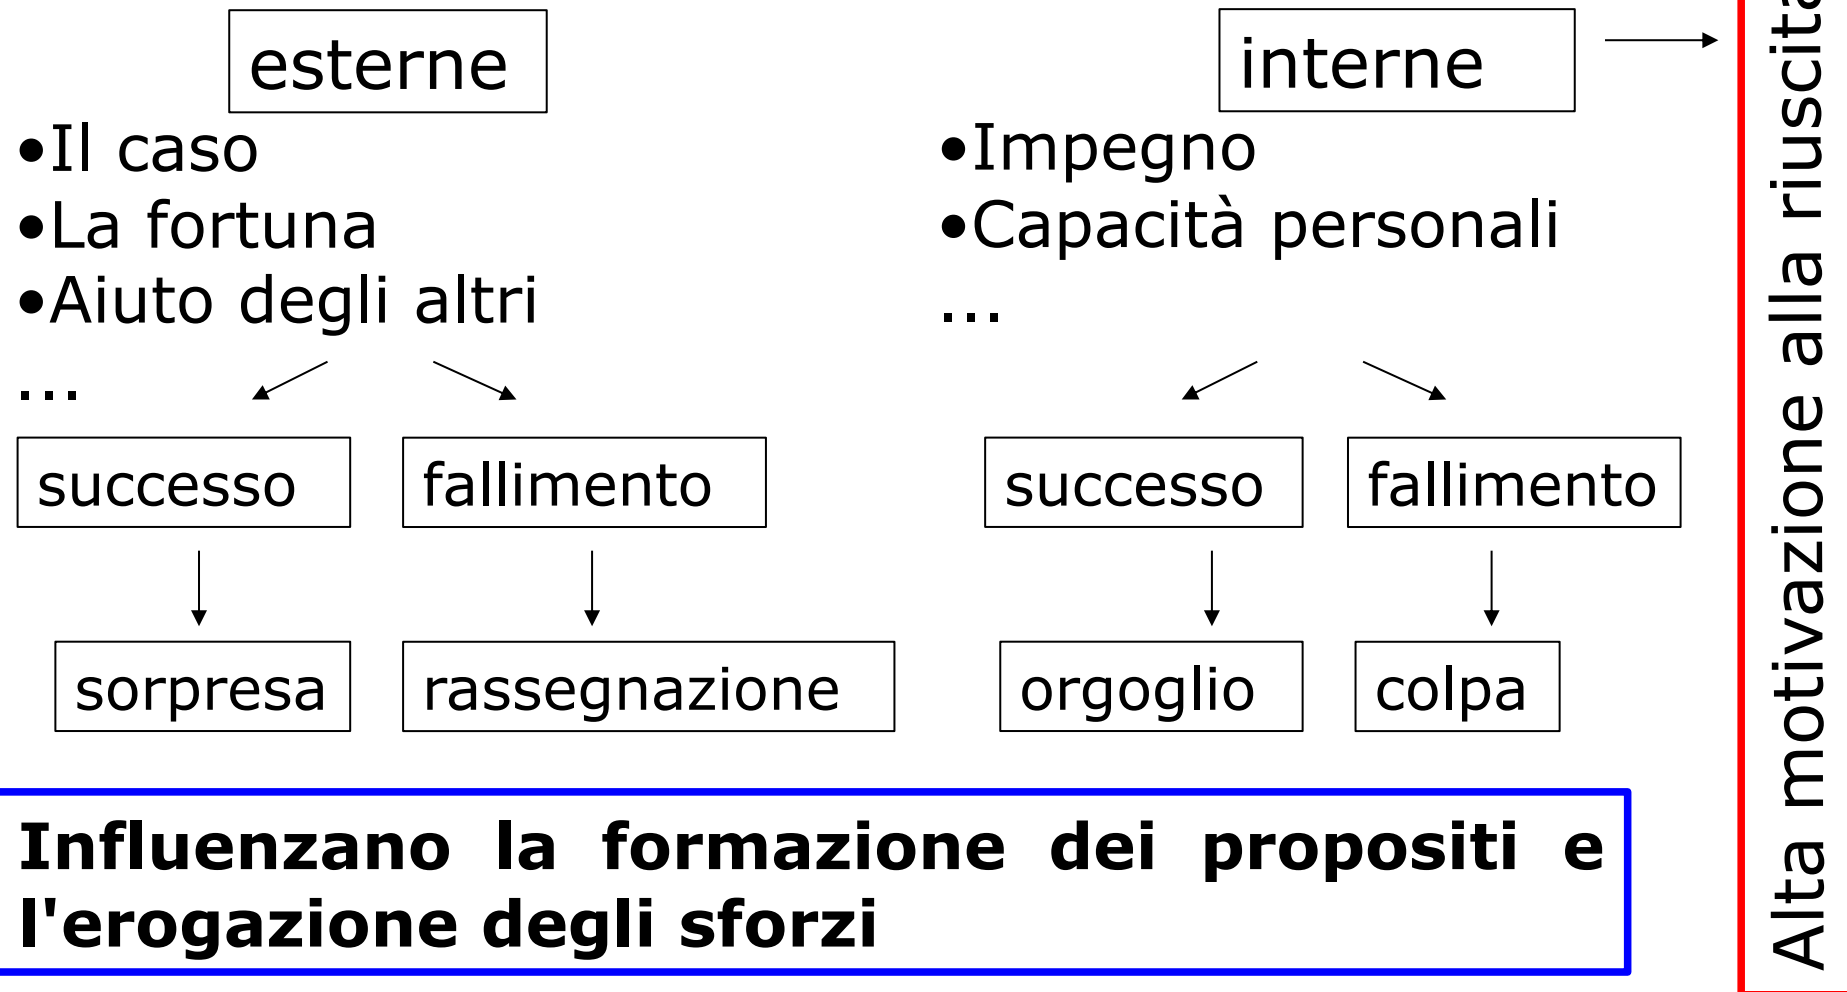 esterne
•Il caso
•La fortuna
•Aiuto degli altri
...
successo
fallimento
sorpresa
rassegnazione
interne
•Impegno
•Capacità personali
...
successo
fallimento
orgoglio
colpa
Influenzano la formazione dei propositi e
l'erogazione degli sforzi
Alta motivazione alla riuscita